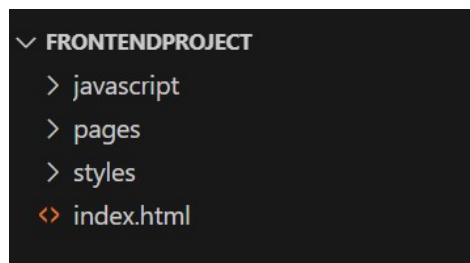 FRONTENDPROJECT
javascript
pages
styles
index.html